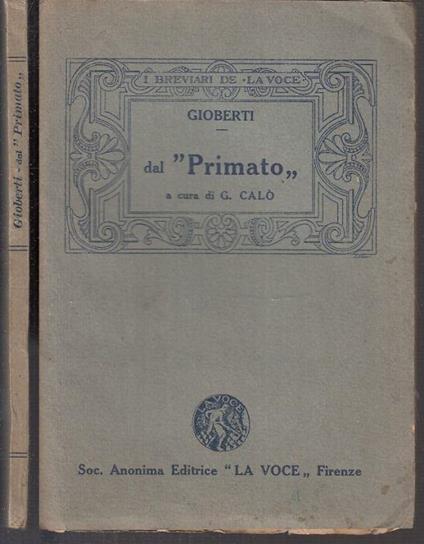 Gioberti - dal " Primato „
I BREVIARI DE «LA VOCE»
GIOBERTI
dal ” Primato „
a cura di G. CALÒ
LA VOCE
Soc. Anonima Editrice “ LA VOCE „ Firenze